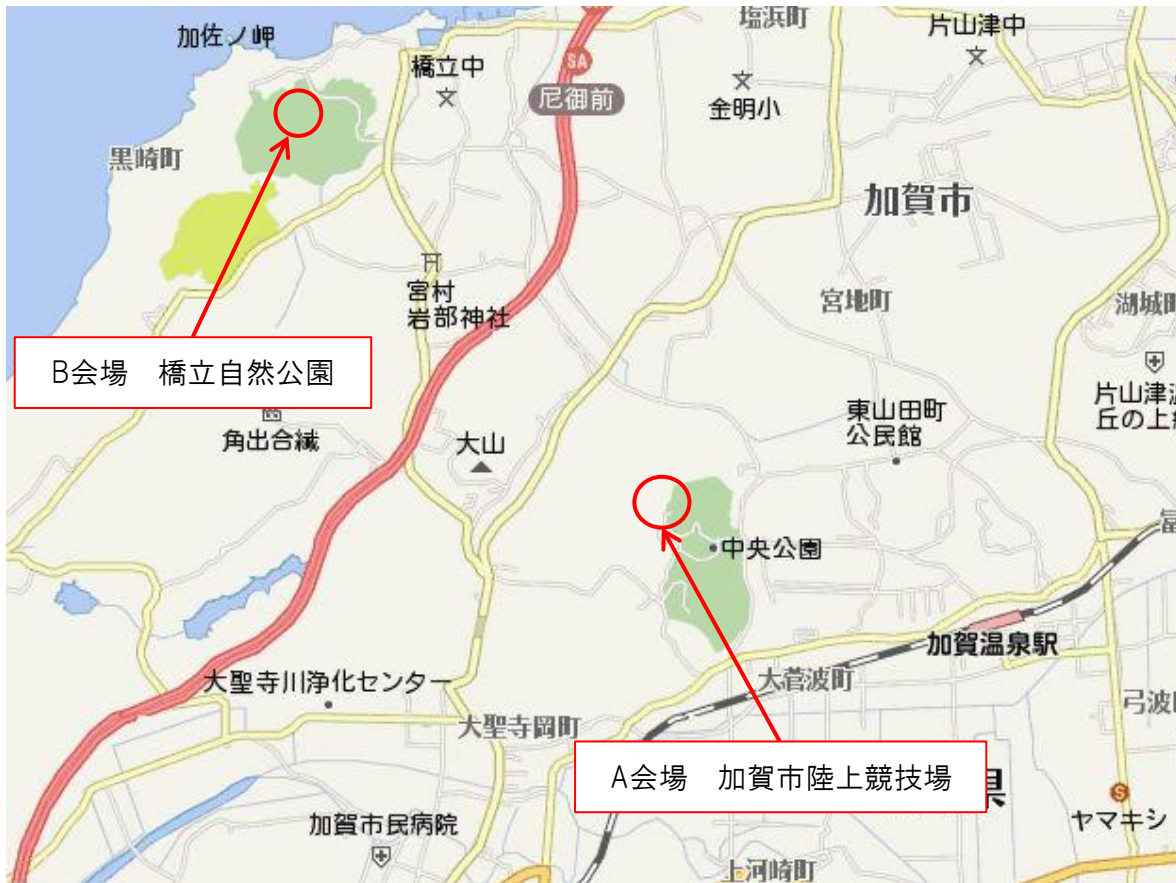 塩浜町
加佐ノ岬
片山津中
橋立中
SA
尼御前
金明小
黒崎町
加賀市
宮村
岩部神社
宮地町
湖城町
B会場　橋立自然公園
片山津
丘の上
東山田町
公民館
角出合繊
大山
中央公園
加賀温泉駅
大聖寺川浄化センター
大菅波町
弓波
大聖寺岡町
A会場　加賀市陸上競技場
県
S
ヤマキシ
加賀市民病院
上河崎町